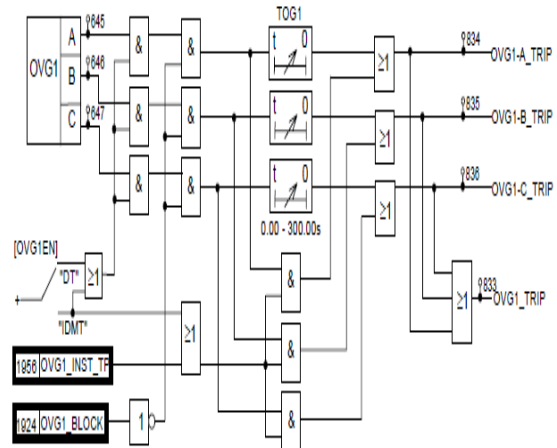 TOG1
645
A
&
&
t 0
≥1
834
OVG1-A_TRIP
OVG1
646
B
&
&
t 0
≥1
835
OVG1-B_TRIP
647
C
&
&
t 0
≥1
836
OVG1-C_TRIP
0.00 - 300.00s
[OVG1EN]
"DT"
≥1
&
≥1
833
OVG1_TRIP
"IDMT"
≥1
&
1956 OVG1_INST_TP
1924 OVG1_BLOCK
1
&